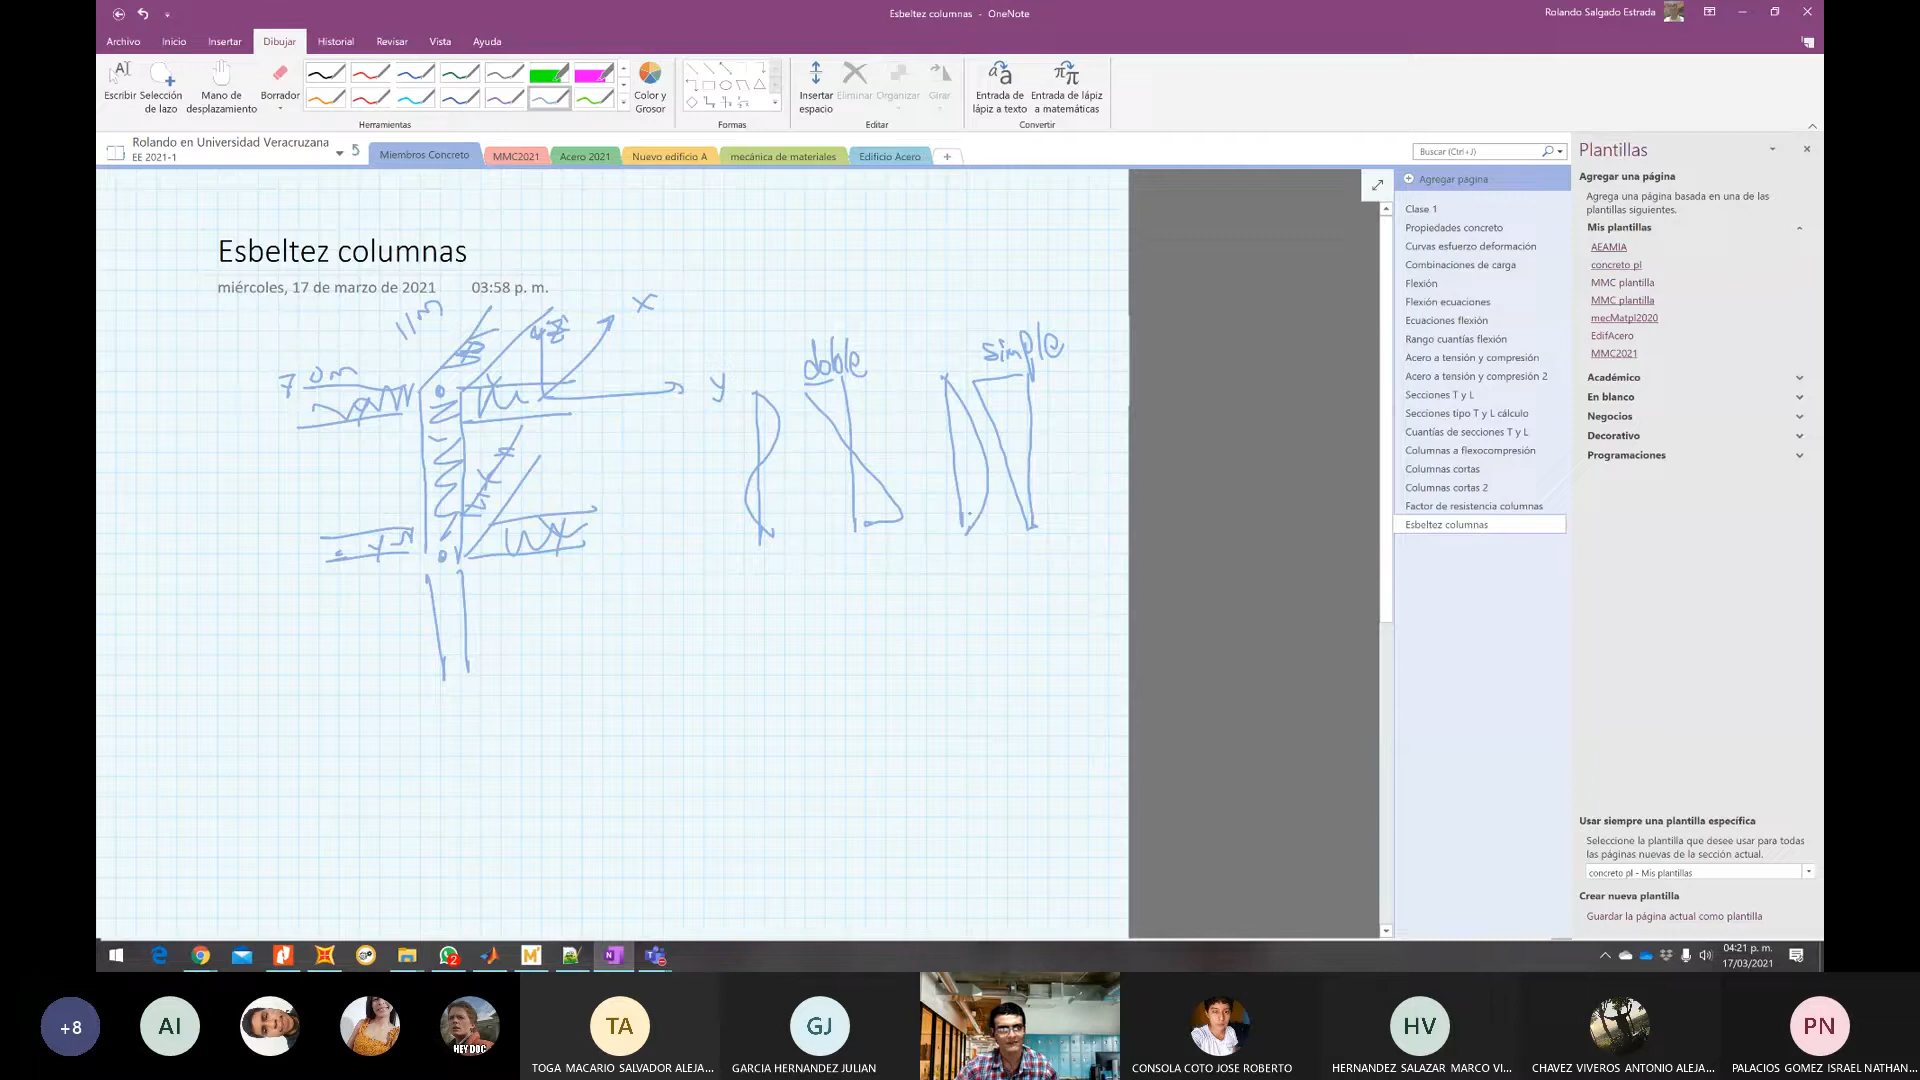 Esbeltez columnas - OneNote
Rolando Salgado Estrada
Archivo Inicio Insertar Dibujar Historial Revisar Vista Ayuda
Escribir
Selección de lazo
Mano de desplazamiento
Borrador
Color y Grosor
Insertar espacio
Eliminar
Organizar
Girar
Entrada de lápiz a texto
Entrada de lápiz a matemáticas
Herramientas
Formas
Editar
Convertir
Rolando en Universidad Veracruzana
EE 2021-1
Miembros Concreto
MMC2021
Acero 2021
Nuevo edificio A
mecánica de materiales
Edificio Acero
Buscar (Ctrl+J)
Esbeltez columnas
miércoles, 17 de marzo de 2021 03:58 p. m.
11m
x
z
y
doble
simple
Agregar página
Clase 1
Propiedades concreto
Curvas esfuerzo deformación
Combinaciones de carga
Flexión
Flexión ecuaciones
Ecuaciones flexión
Rango cuantías flexión
Acero a tensión y compresión
Acero a tensión y compresión 2
Secciones T y L
Secciones tipo T y L cálculo
Cuantías de secciones T y L
Columnas a flexocompresión
Columnas cortas
Columnas cortas 2
Factor de resistencia columnas
Esbeltez columnas
Plantillas
Agregar una página
Agrega una página basada en una de las
plantillas siguientes.
Mis plantillas
AEAMIA
concreto pl
MMC plantilla
MMC plantilla
mecMatpl2020
EdifAcero
MMC2021
Académico
En blanco
Negocios
Decorativo
Programaciones
Usar siempre una plantilla específica
Seleccione la plantilla que desee usar para todas
las páginas nuevas de la sección actual.
concreto pl - Mis plantillas
Crear nueva plantilla
Guardar la página actual como plantilla
2
04:21 p. m.
17/03/2021
+8
AI
HEY DOC
TA
TOGA MACARIO SALVADOR ALEJA...
GJ
GARCIA HERNANDEZ JULIAN
CONSOLA COTO JOSE ROBERTO
HV
HERNANDEZ SALAZAR MARCO VI...
CHAVEZ VIVEROS ANTONIO ALEJA...
PN
PALACIOS GOMEZ ISRAEL NATHAN...